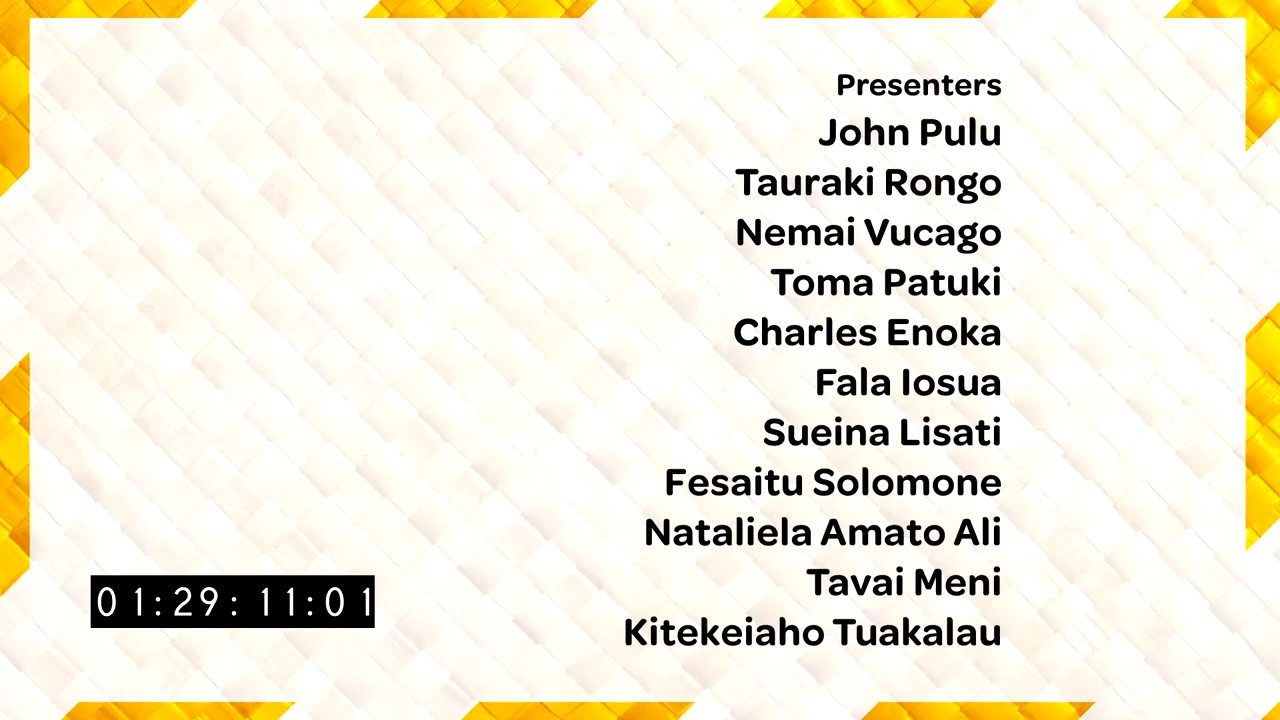 Presenters
John Pulu
Tauraki Rongo
Nemai Vucago
Toma Patuki
Charles Enoka
Fala Iosua
Sueina Lisati
Fesaitu Solomone
Nataliela Amato Ali
Tavai Meni
Kitekeiaho Tuakalau
01:29:11:01